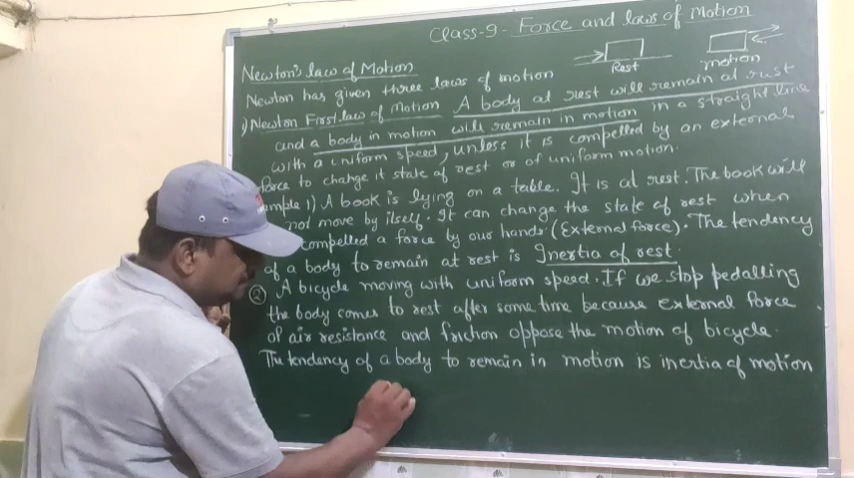 Class-9. Force and laws of Motion
Newton's law of Motion
Rest
motion
Newton has given three laws of motion
1) Newton First law of Motion A body at rest will remain at rust
and a body in motion will remain in motion in a straight line
with a uniform speed, unless it is compelled by an external
force to change it state of rest or of uniform motion.
mple 1) A book is lying on a table. It is at rest. The book will
not move by itself. It can change the state of rest when
compelled a force by our hands (External force). The tendency
of a body to remain at rest is Inertia of rest.
② A bicycle moving with uniform speed. If we stop pedalling
the body comes to rest after some time because External force
of air resistance and friction oppose the motion of bicycle.
The tendency of a body to remain in motion is inertia of motion